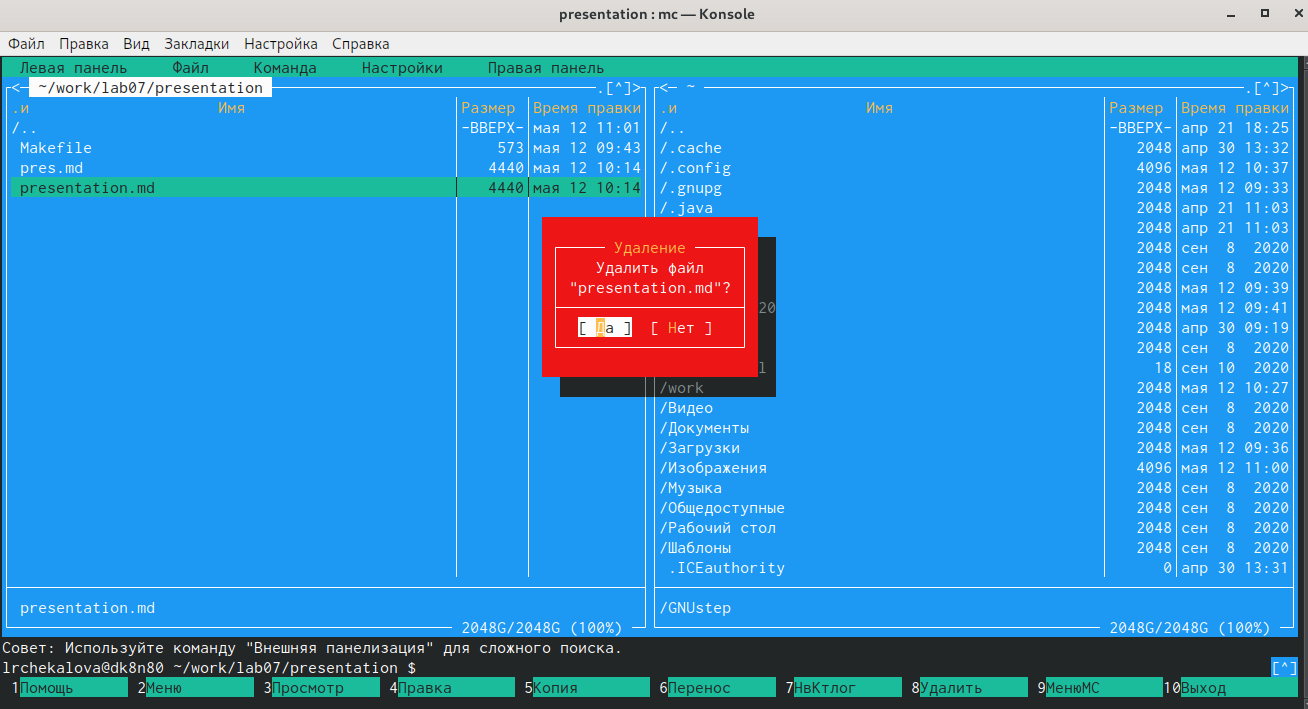 presentation : mc — Konsole
Файл Правка Вид Закладки Настройка Справка
Левая панель Файл Команда Настройки Правая панель
<─ ~/work/lab07/presentation .[^]> <─ ~ .[^]>
.и Имя Размер Время правки .и Имя Размер Время правки
/.. -ВВЕРХ- мая 12 11:01 /.. -ВВЕРХ- апр 21 18:25
Makefile 573 мая 12 09:43 /.cache 2048 апр 30 13:32
pres.md 4440 мая 12 10:14 /.config 4096 мая 12 10:37
presentation.md 4440 мая 12 10:14 /.gnupg 2048 мая 12 09:33
/.java 2048 апр 21 11:03
2048 апр 21 11:03
Удаление 2048 сен 8 2020
Удалить файл 2048 сен 8 2020
"presentation.md"? 2048 мая 12 09:39
20 2048 мая 12 09:41
[ Да ] [ Нет ] 2048 апр 30 09:19
2048 сен 8 2020
l 18 сен 10 2020
/work 2048 мая 12 10:27
/Видео 2048 сен 8 2020
/Документы 2048 сен 8 2020
/Загрузки 2048 мая 12 09:36
/Изображения 4096 мая 12 11:00
/Музыка 2048 сен 8 2020
/Общедоступные 2048 сен 8 2020
/Рабочий стол 2048 сен 8 2020
/Шаблоны 2048 сен 8 2020
.ICEauthority 0 апр 30 13:31
presentation.md /GNUstep
2048G/2048G (100%) 2048G/2048G (100%)
Совет: Используйте команду "Внешняя панелизация" для сложного поиска.
lrchekalova@dk8n80 ~/work/lab07/presentation $ [^]
1Помощь 2Меню 3Просмотр 4Правка 5Копия 6Перенос 7НвКтлог 8Удалить 9МенюМС 10Выход